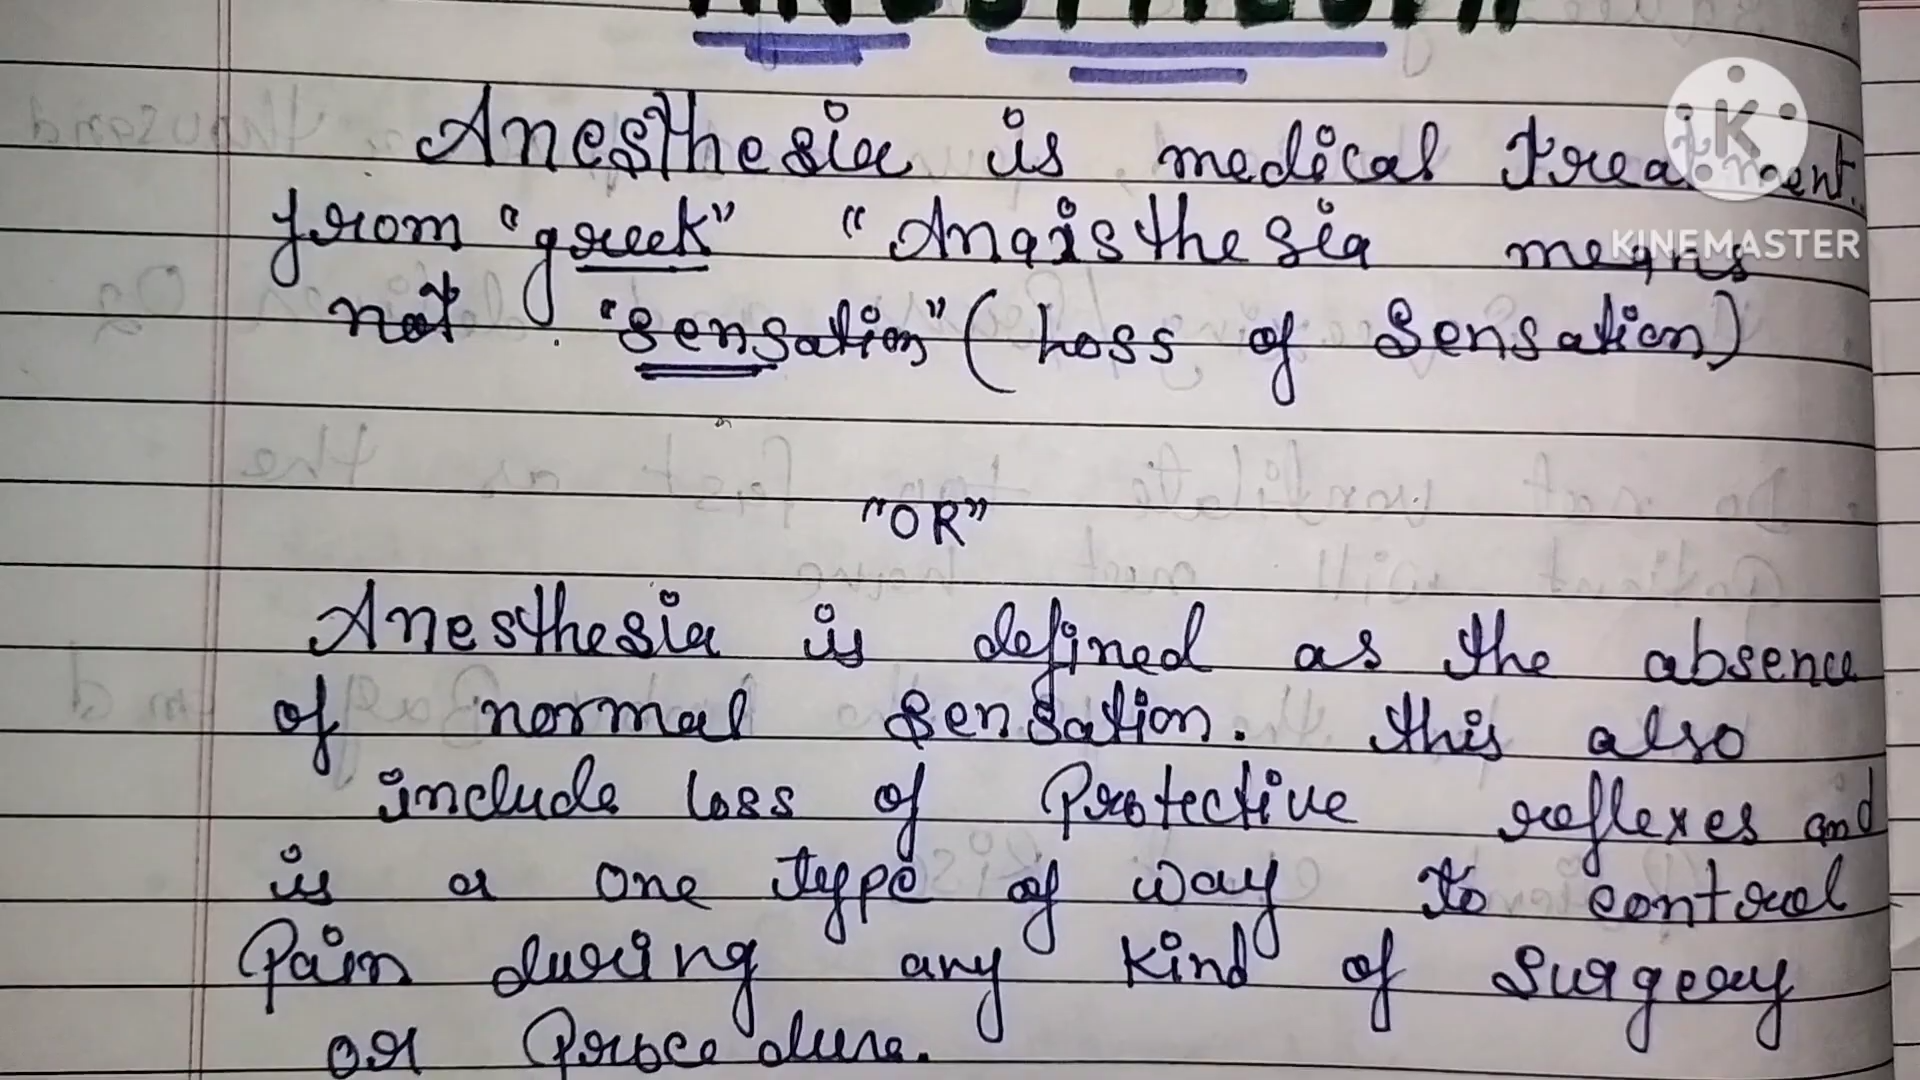 Anesthesia is medical treatment.
from "greek" "Anaisthesia means
not "Sensation" (Loss of Sensation)
"OR"
Anesthesia is defined as the absence
of normal Sensation. this also
include loss of Protective reflexes and
is a one type of way to control
Pain during any kind of Surgery
or Procedure.
K
KINEMASTER